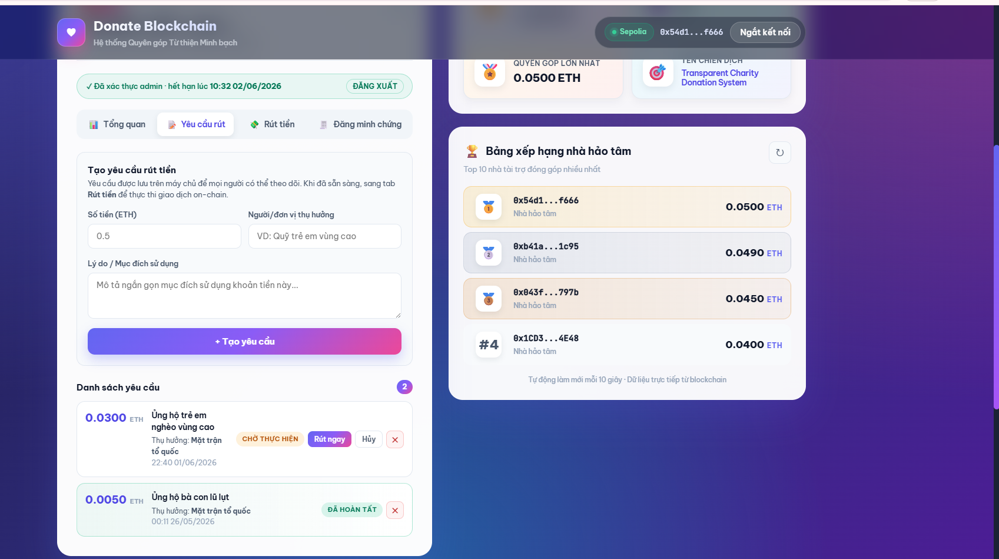 Donate Blockchain
Hệ thống Quyên góp Từ thiện Minh bạch
Sepolia
0x54d1...f666
Ngắt kết nối
✓ Đã xác thực admin · hết hạn lúc 10:32 02/06/2026
ĐĂNG XUẤT
Tổng quan
Yêu cầu rút
Rút tiền
Đăng minh chứng
Tạo yêu cầu rút tiền
Yêu cầu được lưu trên máy chủ để mọi người có thể theo dõi. Khi đã sẵn sàng, sang tab
Rút tiền để thực thi giao dịch on-chain.
Số tiền (ETH)
Người/đơn vị thụ hưởng
0.5
VD: Quỹ trẻ em vùng cao
Lý do / Mục đích sử dụng
Mô tả ngắn gọn mục đích sử dụng khoản tiền này...
+ Tạo yêu cầu
Danh sách yêu cầu
2
0.0300 ETH
Ủng hộ trẻ em
nghèo vùng cao
Thụ hưởng: Mặt trận
tổ quốc
22:40 01/06/2026
CHỜ THỰC HIỆN
Rút ngay
Hủy
0.0050 ETH
Ủng hộ bà con lũ lụt
Thụ hưởng: Mặt trận tổ quốc
00:11 26/05/2026
ĐÃ HOÀN TẤT
QUYÊN GÓP LỚN NHẤT
0.0500 ETH
TÊN CHIẾN DỊCH
Transparent Charity
Donation System
Bảng xếp hạng nhà hảo tâm
Top 10 nhà tài trợ đóng góp nhiều nhất
1
0x54d1...f666
Nhà hảo tâm
0.0500 ETH
2
0xb41a...1c95
Nhà hảo tâm
0.0490 ETH
3
0x043f...797b
Nhà hảo tâm
0.0450 ETH
#4
0x1CD3...4E48
Nhà hảo tâm
0.0400 ETH
Tự động làm mới mỗi 10 giây · Dữ liệu trực tiếp từ blockchain